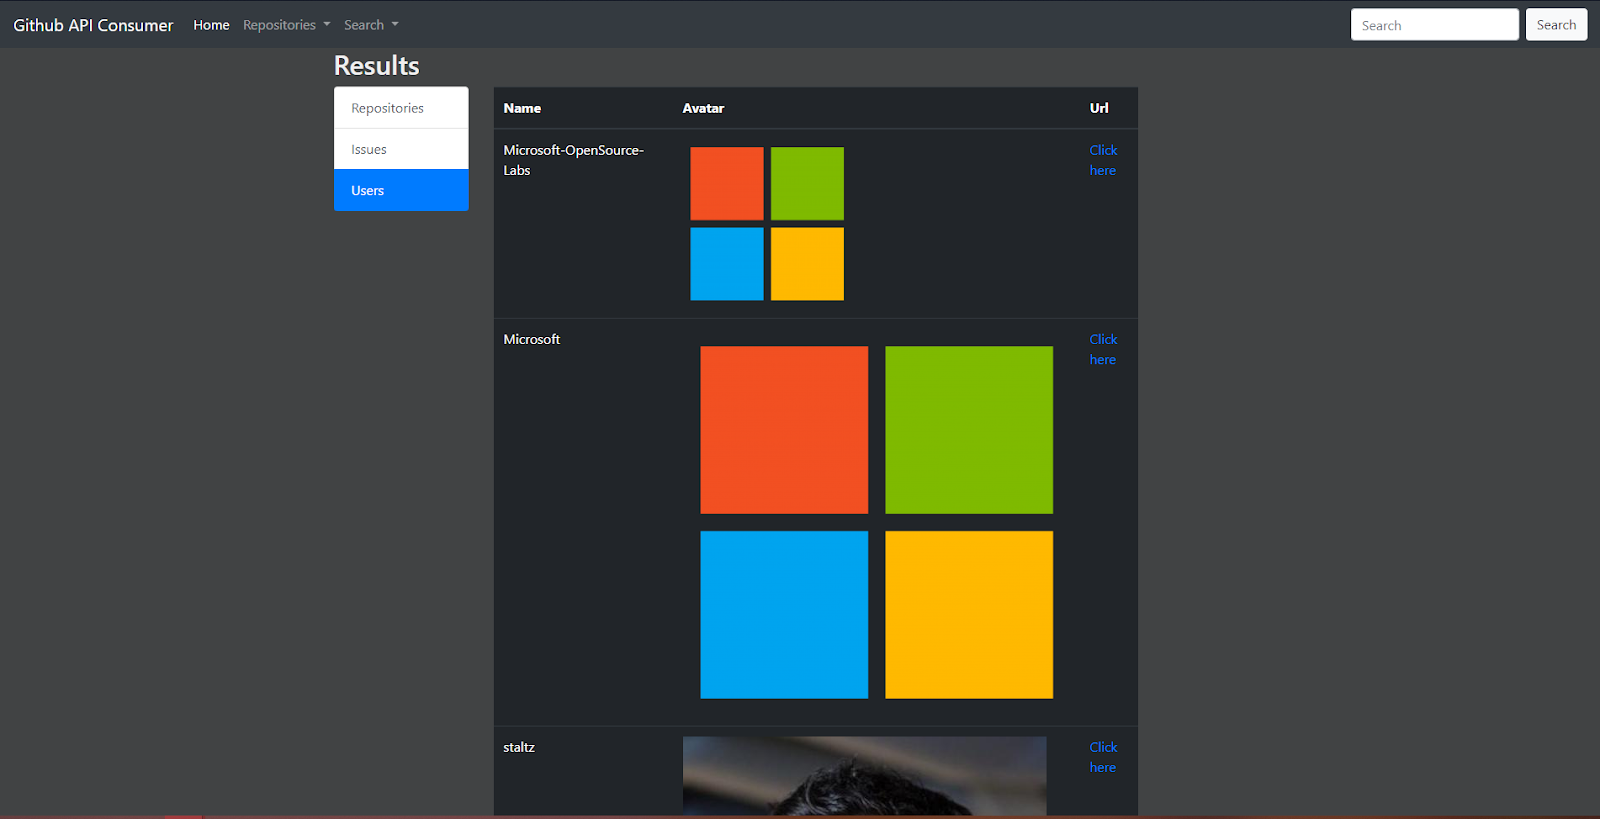 Github API Consumer Home Repositories Search Search Search
Results
Repositories
Issues
Users
Name Avatar Url
Microsoft-OpenSource-
Labs
Click
here
Microsoft
Click
here
staltz
Click
here